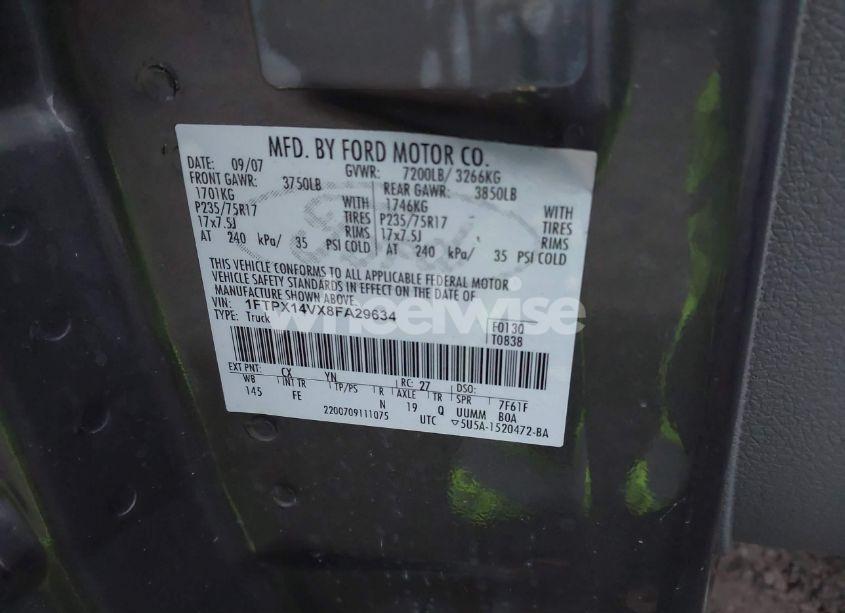 MFD. BY FORD MOTOR CO.
DATE: 09/07 GVWR: 7200LB/ 3266KG
FRONT GAWR: 3750LB REAR GAWR: 3850LB
1701KG WITH 1746KG WITH
P235/75R17 TIRES P235/75R17 TIRES
17x7.5J RIMS 17x7.5J RIMS
AT 240 kPa/ 35 PSI COLD AT 240 kPa/ 35 PSI COLD
THIS VEHICLE CONFORMS TO ALL APPLICABLE FEDERAL MOTOR
VEHICLE SAFETY STANDARDS IN EFFECT ON THE DATE OF
MANUFACTURE SHOWN ABOVE.
VIN: 1FTPX14VX8FA29634 F0130
TYPE: Truck T0838
wheelwise
EXT PNT: CX YN RC: 27 DSO:
WB INT TR TP/PS R AXLE TR SPR 7F61F
145 FE N 19 Q UUMM BOA
220070911​1075 UTC ▽5U5A-1520472-BA